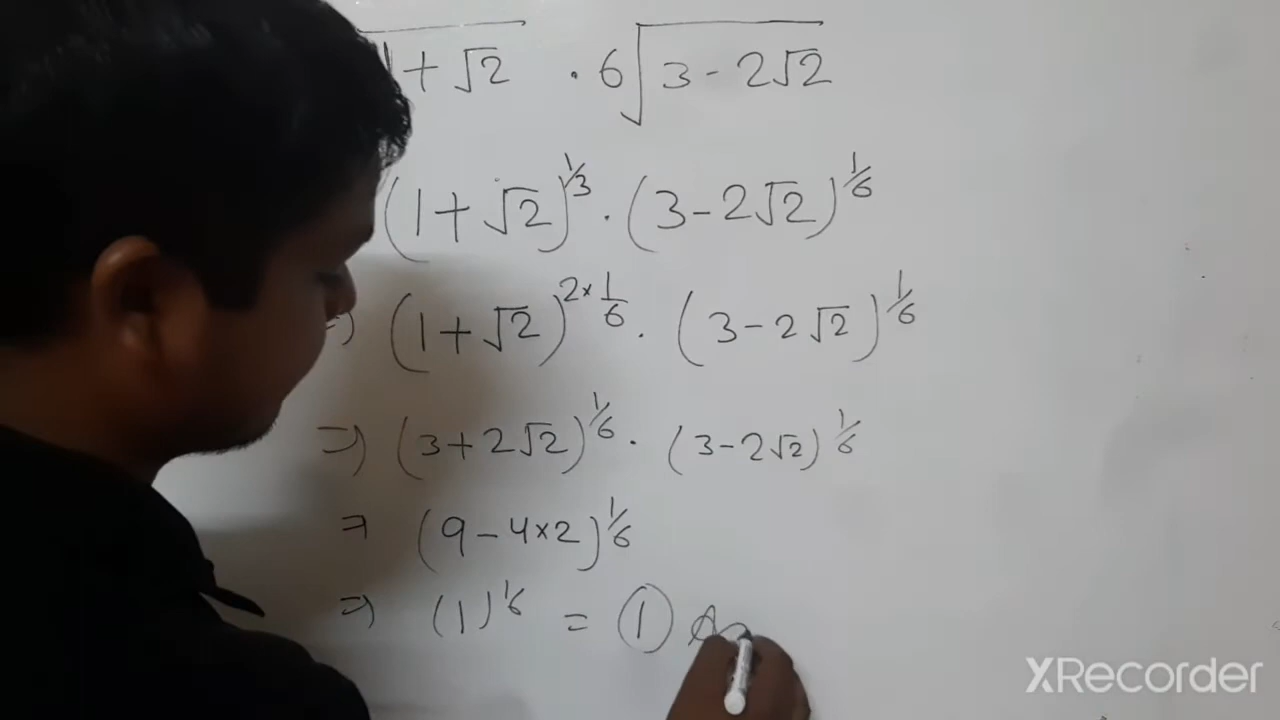 1 + √2 · 6√3 - 2√2
(1 + √2)^1/3 · (3 - 2√2)^1/6
⇒ (1 + √2)^2×1/6 · (3 - 2√2)^1/6
⇒ (3 + 2√2)^1/6 · (3 - 2√2)^1/6
⇒ (9 - 4×2)^1/6
⇒ (1)^1/6 = 1
XRecorder